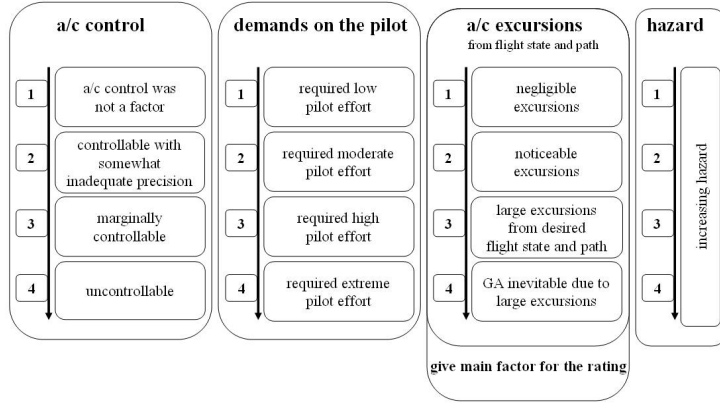 a/c control
1
a/c control was
not a factor
2
controllable with
somewhat
inadequate precision
3
marginally
controllable
4
uncontrollable
demands on the pilot
1
required low
pilot effort
2
required moderate
pilot effort
3
required high
pilot effort
4
required extreme
pilot effort
a/c excursions
from flight state and path
1
negligible
excursions
2
noticeable
excursions
3
large excursions
from desired
flight state and path
4
GA inevitable due to
large excursions
give main factor for the rating
hazard
1
2
3
4
increasing hazard